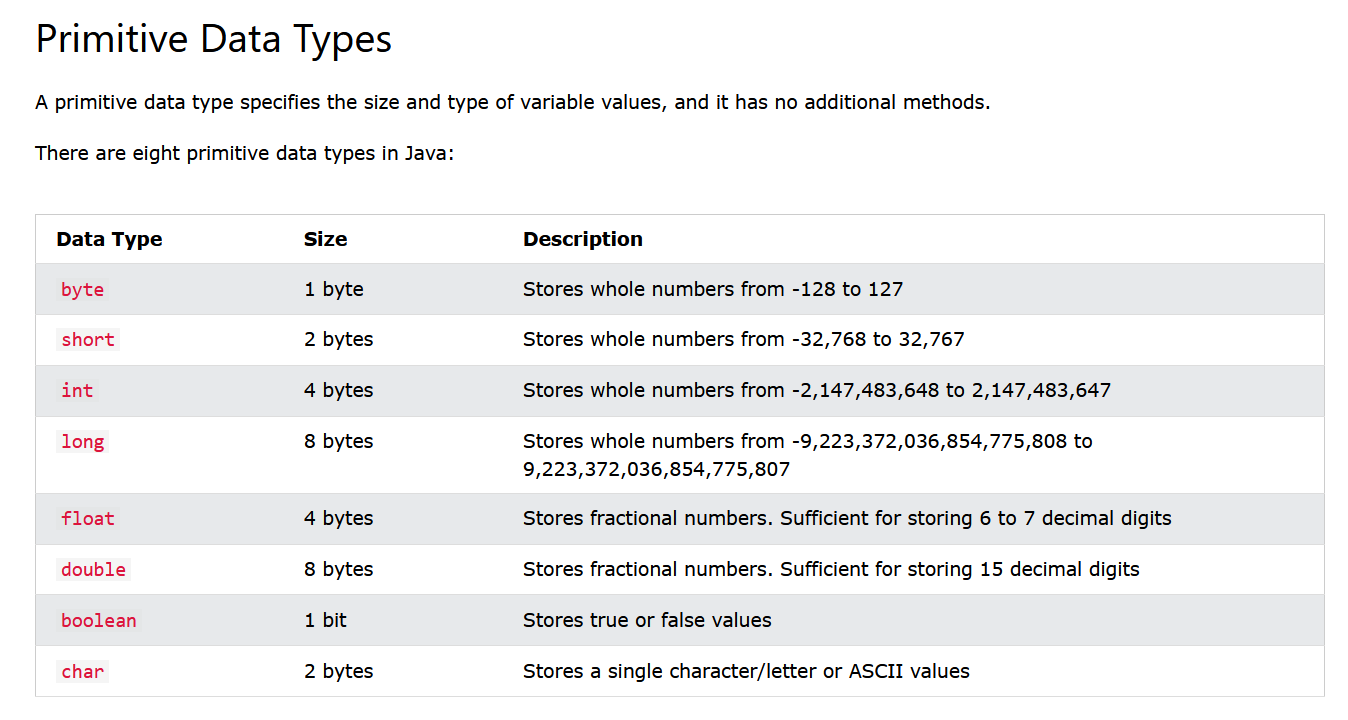 Primitive Data Types
A primitive data type specifies the size and type of variable values, and it has no additional methods.
There are eight primitive data types in Java:
Data Type Size Description
byte 1 byte Stores whole numbers from -128 to 127
short 2 bytes Stores whole numbers from -32,768 to 32,767
int 4 bytes Stores whole numbers from -2,147,483,648 to 2,147,483,647
long 8 bytes Stores whole numbers from -9,223,372,036,854,775,808 to
9,223,372,036,854,775,807
float 4 bytes Stores fractional numbers. Sufficient for storing 6 to 7 decimal digits
double 8 bytes Stores fractional numbers. Sufficient for storing 15 decimal digits
boolean 1 bit Stores true or false values
char 2 bytes Stores a single character/letter or ASCII values